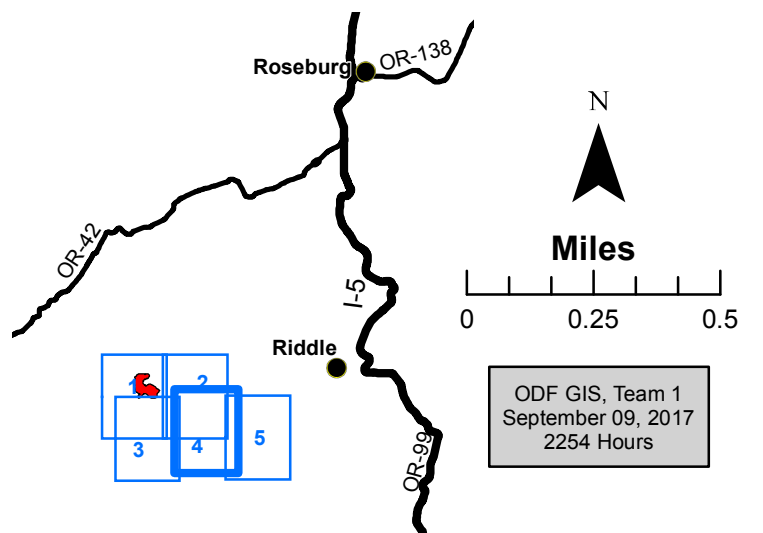 Roseburg
OR-138
N
OR-42
Miles
I-5
0 0.25 0.5
Riddle
1 2
3 4 5
OR-99
ODF GIS, Team 1
September 09, 2017
2254 Hours